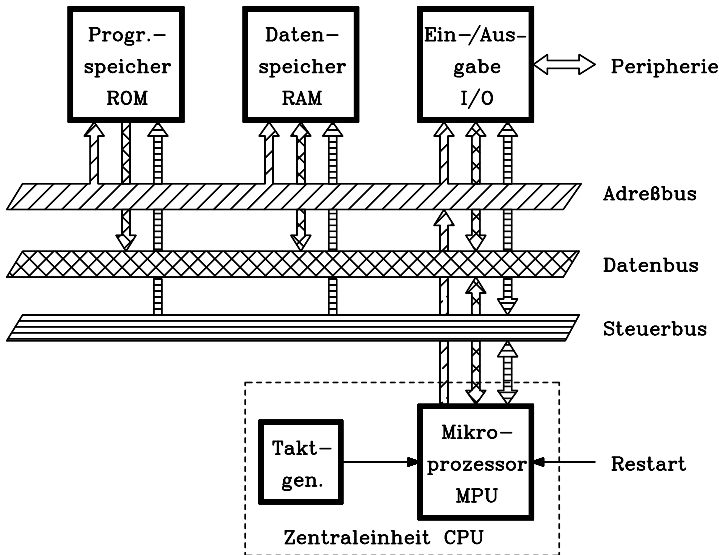 Progr.-
speicher
ROM
Daten-
speicher
RAM
Ein-/Aus-
gabe
I/O
Peripherie
Adreßbus
Datenbus
Steuerbus
Takt-
gen.
Mikro-
prozessor
MPU
Restart
Zentraleinheit CPU